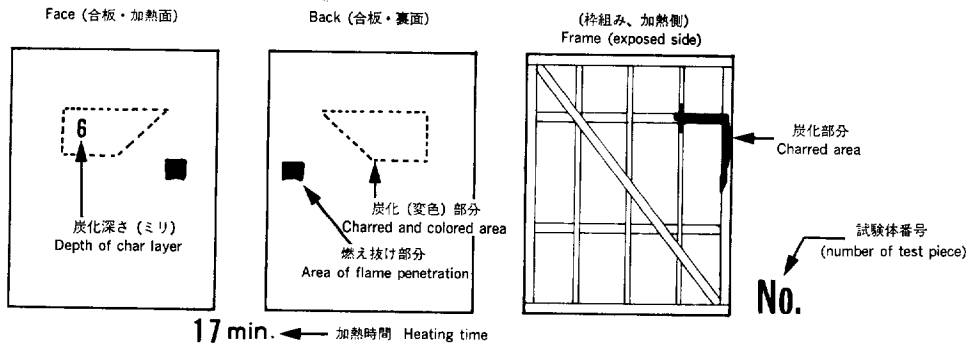 Face (合板・加熱面)
6
炭化深さ (ミリ)
Depth of char layer
Back (合板・裏面)
炭化 (変色) 部分
Charred and colored area
燃え抜け部分
Area of flame penetration
(枠組み、加熱側)
Frame (exposed side)
炭化部分
Charred area
試験体番号
(number of test piece)
No.
17 min. 加熱時間 Heating time